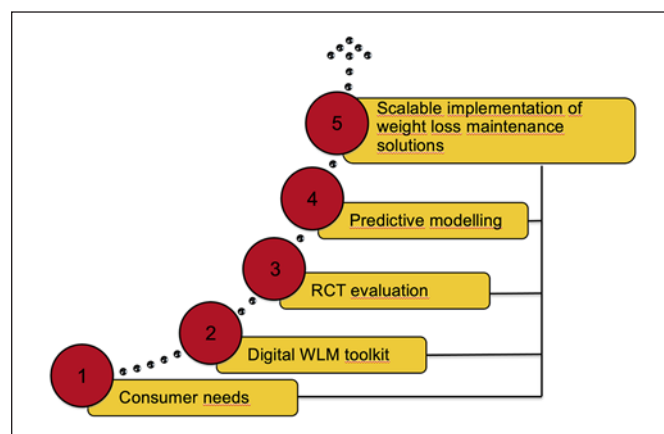 5
Scalable implementation of
weight loss maintenance
solutions
4
Predictive modelling
3
RCT evaluation
2
Digital WLM toolkit
1
Consumer needs